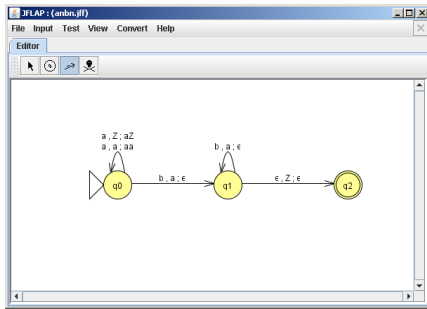 JFLAP : (anbn.jff)
File Input Test View Convert Help
Editor
a , Z ; aZ
a , a ; aa
b , a ; ε
q0
b , a ; ε
q1
ε , Z ; ε
q2